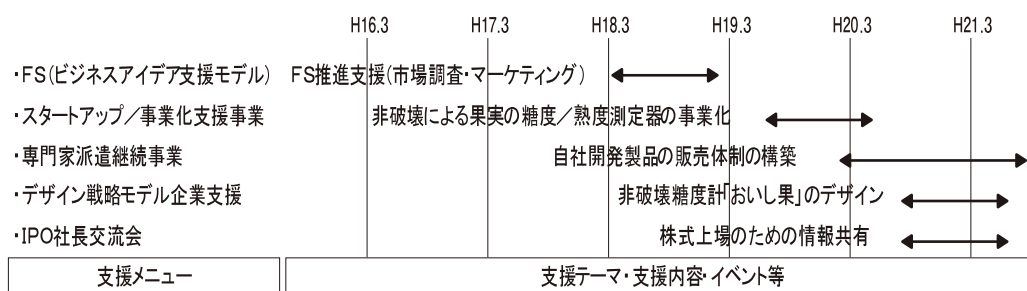 H16.3 H17.3 H18.3 H19.3 H20.3 H21.3
・FS(ビジネスアイデア支援モデル) FS推進支援(市場調査・マーケティング)
・スタートアップ／事業化支援事業 非破壊による果実の糖度／熟度測定器の事業化
・専門家派遣継続事業 自社開発製品の販売体制の構築
・デザイン戦略モデル企業支援 非破壊糖度計「おいし果」のデザイン
・IPO社長交流会 株式上場のための情報共有
支援メニュー 支援テーマ・支援内容・イベント等